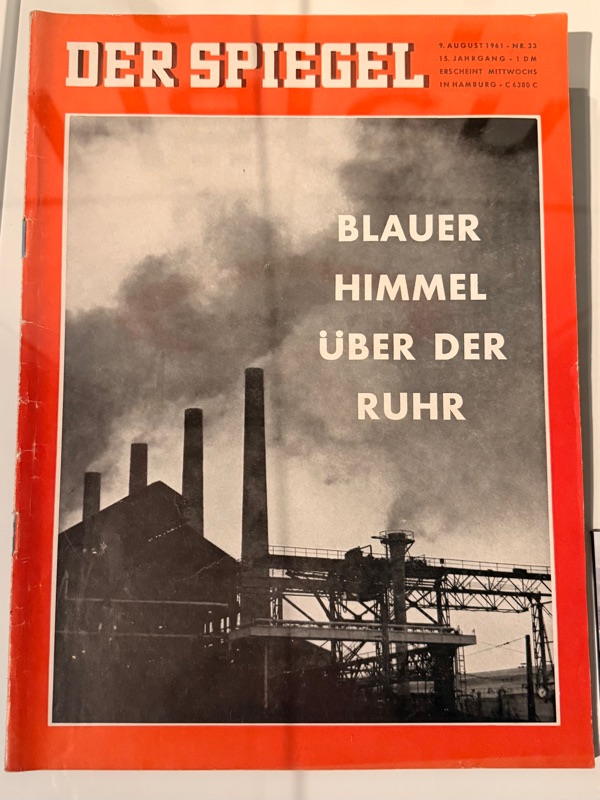 DER SPIEGEL
9. AUGUST 1961 · NR. 33
15. JAHRGANG · 1 DM
ERSCHEINT MITTWOCHS
IN HAMBURG · C 6380 C
BLAUER
HIMMEL
ÜBER DER
RUHR